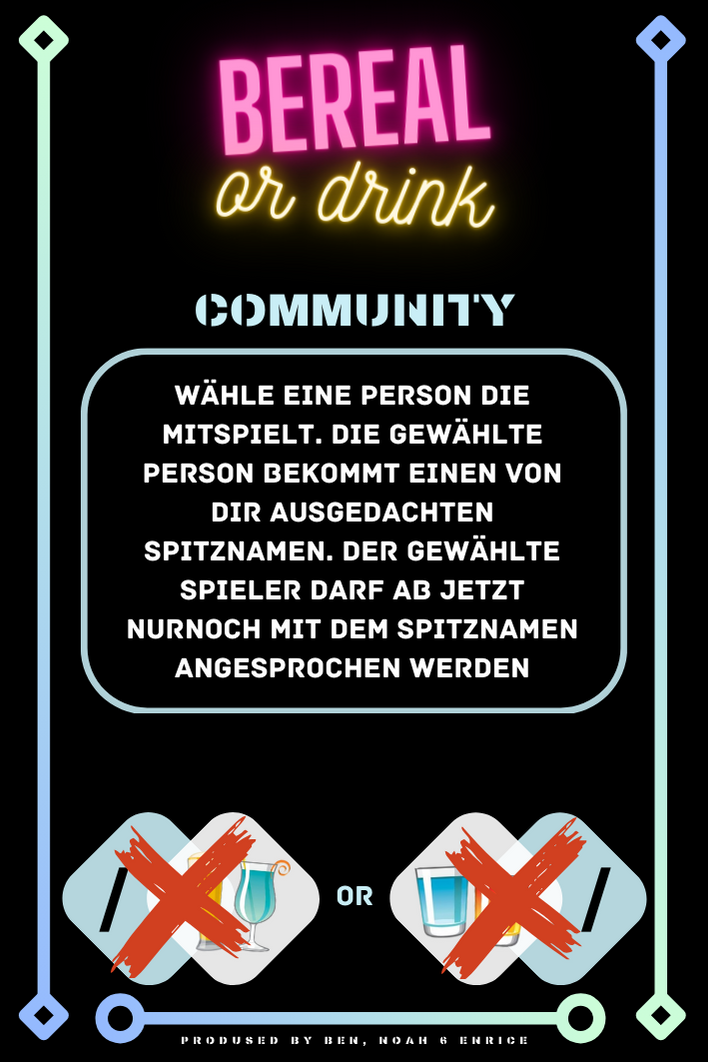 BEREAL
or drink
COMMUNITY
WÄHLE EINE PERSON DIE
MITSPIELT. DIE GEWÄHLTE
PERSON BEKOMMT EINEN VON
DIR AUSGEDACHTEN
SPITZNAMEN. DER GEWÄHLTE
SPIELER DARF AB JETZT
NURNOCH MIT DEM SPITZNAMEN
ANGESPROCHEN WERDEN
/ OR /
PRODUSED BY BEN, NOAH & ENRICE